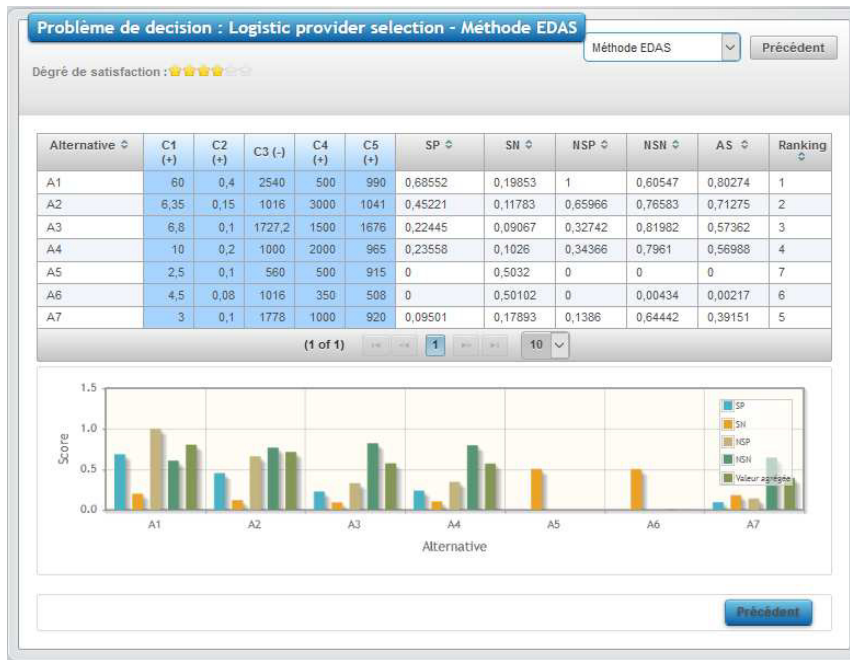 Problème de decision : Logistic provider selection - Méthode EDAS
Méthode EDAS
Précédent
Dégré de satisfaction :
Alternative C1 (+) C2 (+) C3 (-) C4 (+) C5 (+) SP SN NSP NSN AS Ranking
A1 60 0,4 2540 500 990 0,68552 0,19853 1 0,60547 0,80274 1
A2 6,35 0,15 1016 3000 1041 0,45221 0,11783 0,65966 0,76583 0,71275 2
A3 6,8 0,1 1727,2 1500 1676 0,22445 0,09067 0,32742 0,81982 0,57362 3
A4 10 0,2 1000 2000 965 0,23558 0,1026 0,34366 0,7961 0,56988 4
A5 2,5 0,1 560 500 915 0 0,5032 0 0 0 7
A6 4,5 0,08 1016 350 508 0 0,50102 0 0,00434 0,00217 6
A7 3 0,1 1778 1000 920 0,09501 0,17893 0,1386 0,64442 0,39151 5
(1 of 1) 1 10
1.5
1.0
0.5
0.0
Score
SP
SN
NSP
NSN
Valeur agrégée
A1 A2 A3 A4 A5 A6 A7
Alternative
Précédent